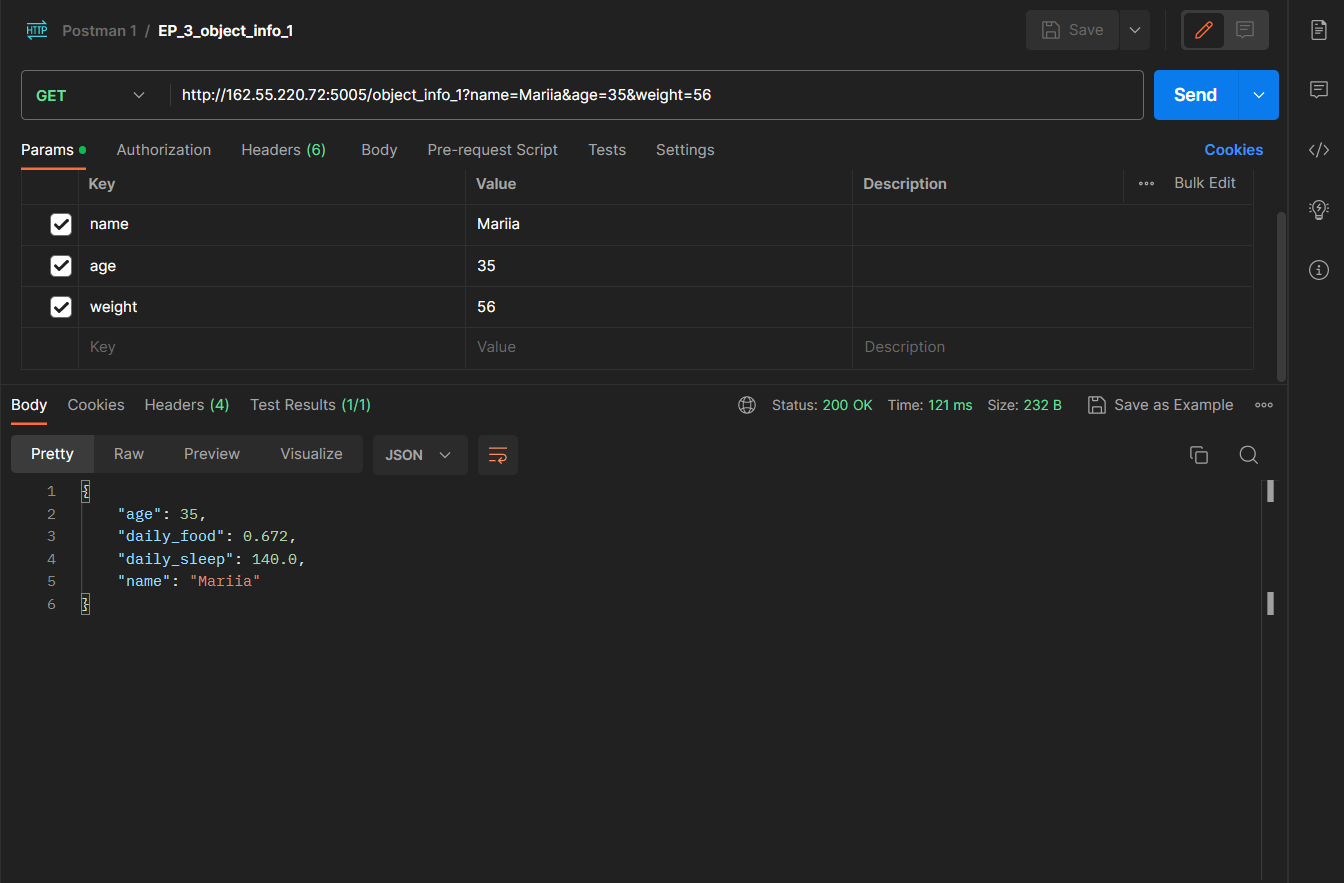 HTTP Postman 1 / EP_3_object_info_1 Save
GET http://162.55.220.72:5005/object_info_1?name=Mariia&age=35&weight=56 Send
Params Authorization Headers (6) Body Pre-request Script Tests Settings Cookies
Key Value Description Bulk Edit
name Mariia
age 35
weight 56
Key Value Description
Body Cookies Headers (4) Test Results (1/1) Status: 200 OK Time: 121 ms Size: 232 B Save as Example
Pretty Raw Preview Visualize JSON
1 {
2 "age": 35,
3 "daily_food": 0.672,
4 "daily_sleep": 140.0,
5 "name": "Mariia"
6 }